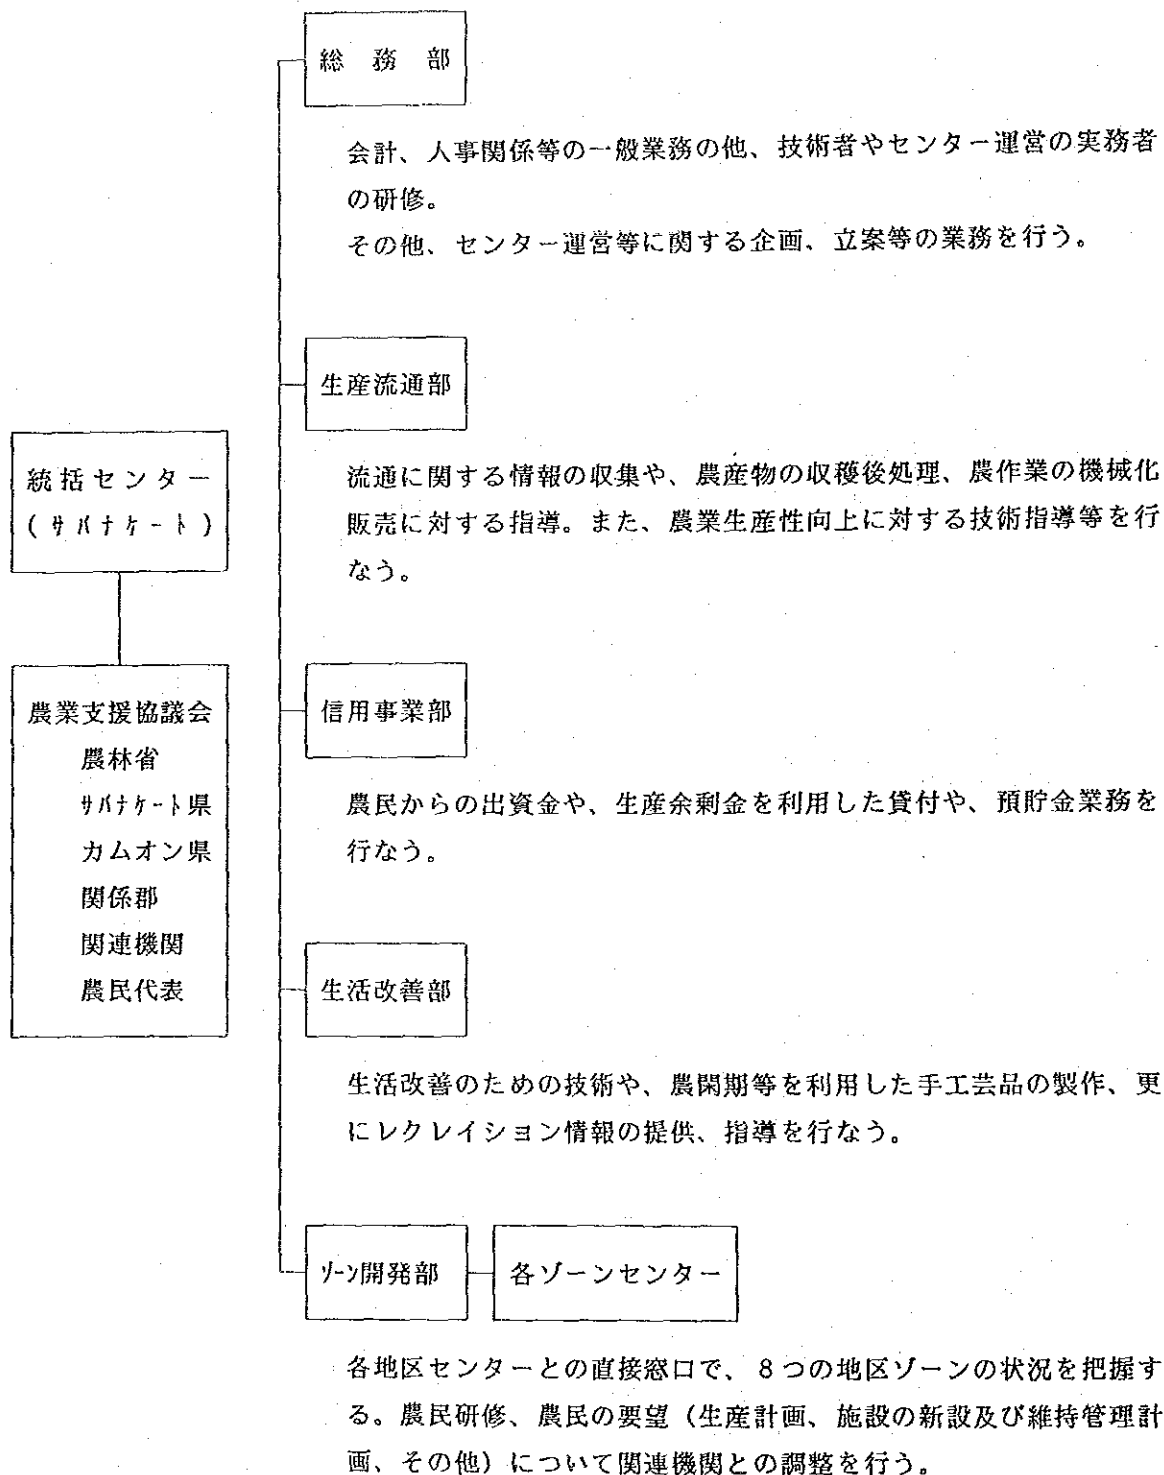 総務部
会計、人事関係等の一般業務の他、技術者やセンター運営の実務者
の研修。
その他、センター運営等に関する企画、立案等の業務を行う。
生産流通部
流通に関する情報の収集や、農産物の収穫後処理、農作業の機械化
販売に対する指導。また、農業生産性向上に対する技術指導等を行
なう。
統括センター
(サバナケート)
農業支援協議会
農林省
サバナケート県
カムオン県
関係郡
関連機関
農民代表
信用事業部
農民からの出資金や、生産余剰金を利用した貸付や、預貯金業務を
行なう。
生活改善部
生活改善のための技術や、農閑期等を利用した手工芸品の製作、更
にレクレイション情報の提供、指導を行なう。
ゾーン開発部
各ゾーンセンター
各地区センターとの直接窓口で、8つの地区ゾーンの状況を把握す
る。農民研修、農民の要望(生産計画、施設の新設及び維持管理計
画、その他)について関連機関との調整を行う。